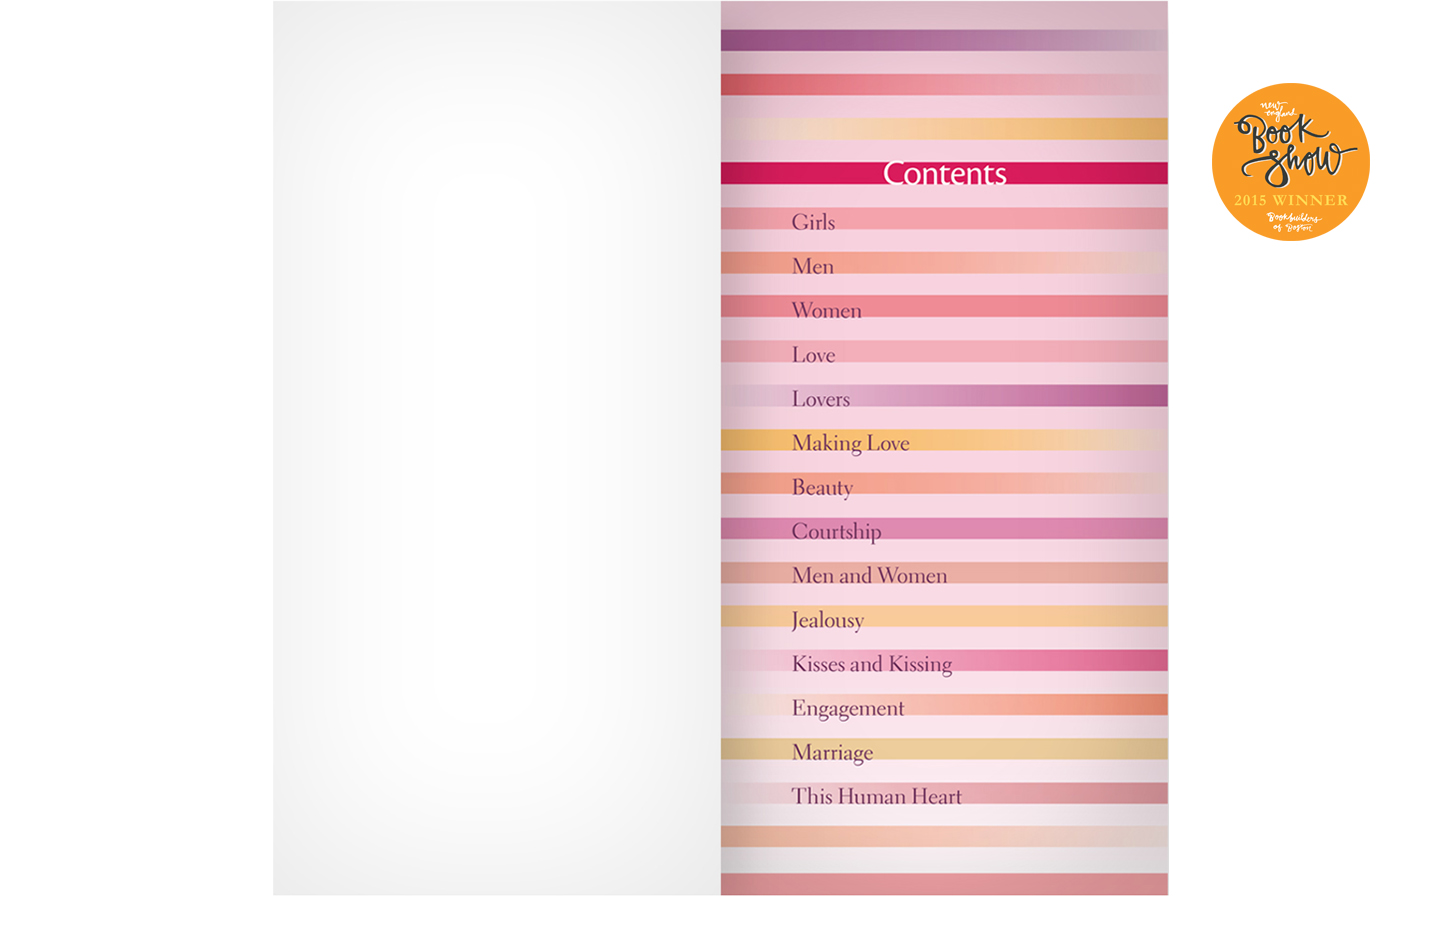 Contents
Girls
Men
Women
Love
Lovers
Making Love
Beauty
Courtship
Men and Women
Jealousy
Kisses and Kissing
Engagement
Marriage
This Human Heart
new
england
Book
Show
2015 WINNER
Bookbuilders
of Boston